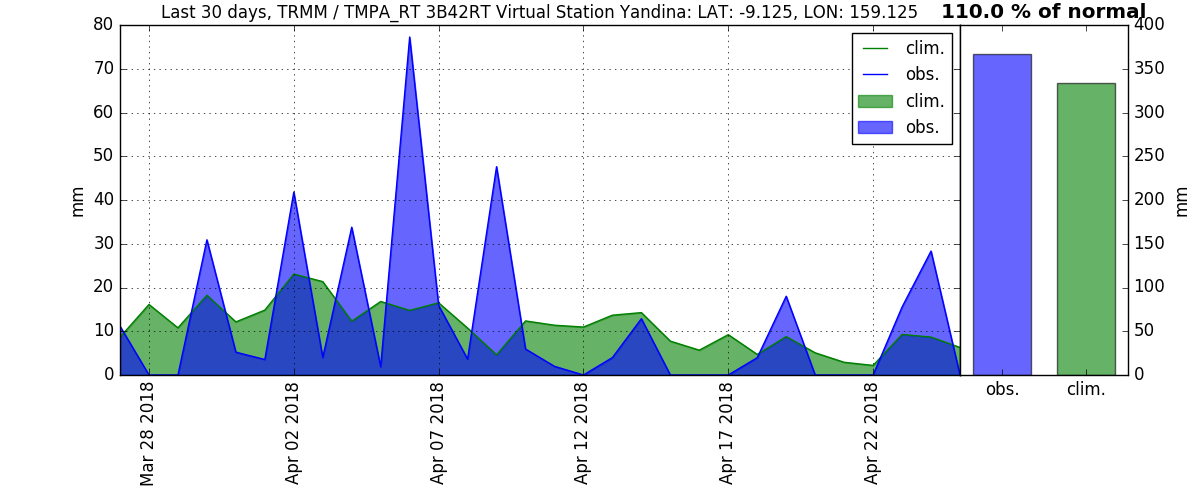 Last 30 days, TRMM / TMPA_RT 3B42RT Virtual Station Yandina: LAT: -9.125, LON: 159.125
110.0 % of normal
80
70
60
50
40
30
20
10
0
mm
clim.
obs.
clim.
obs.
Mar 28 2018
Apr 02 2018
Apr 07 2018
Apr 12 2018
Apr 17 2018
Apr 22 2018
400
350
300
250
200
150
100
50
0
mm
obs.
clim.